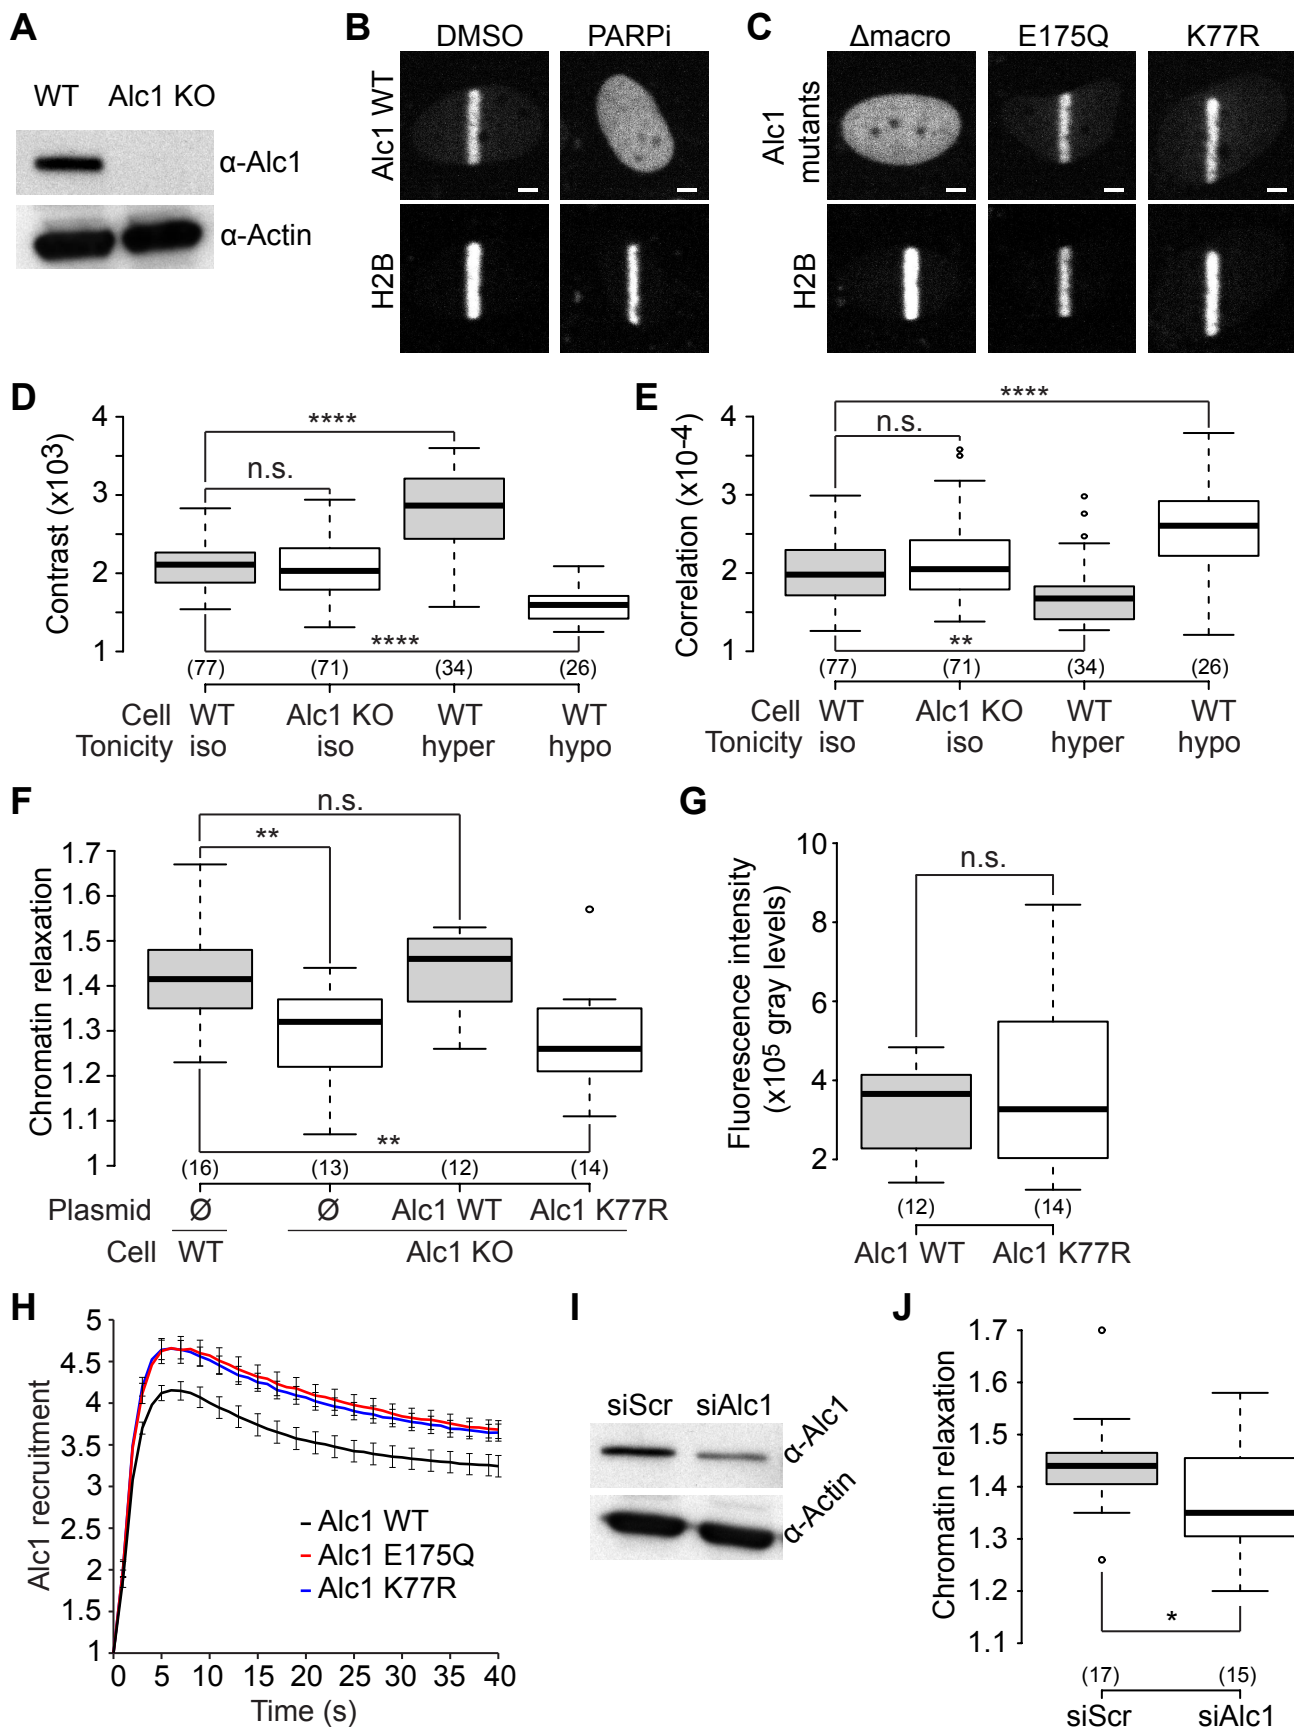 A
WT Alc1 KO
α-Alc1
α-Actin
B
DMSO PARPi
Alc1 WT
H2B
C
Δmacro E175Q K77R
Alc1 mutants
H2B
D
Contrast (x10³)
4
3
2
1
****
n.s.
****
(77) (71) (34) (26)
Cell WT Alc1 KO WT WT
Tonicity iso iso hyper hypo
E
Correlation (x10⁻⁴)
4
3
2
1
****
n.s.
**
(77) (71) (34) (26)
Cell WT Alc1 KO WT WT
Tonicity iso iso hyper hypo
F
Chromatin relaxation
1.7
1.6
1.5
1.4
1.3
1.2
1.1
1
n.s.
**
**
(16) (13) (12) (14)
Plasmid Ø Ø Alc1 WT Alc1 K77R
Cell WT Alc1 KO
G
Fluorescence intensity
(x10⁵ gray levels)
10
8
6
4
2
n.s.
(12) (14)
Alc1 WT Alc1 K77R
H
Alc1 recruitment
5
4.5
4
3.5
3
2.5
2
1.5
1
Alc1 WT
Alc1 E175Q
Alc1 K77R
0 5 10 15 20 25 30 35 40
Time (s)
I
siScr siAlc1
α-Alc1
α-Actin
J
Chromatin relaxation
1.7
1.6
1.5
1.4
1.3
1.2
1.1
*
(17) (15)
siScr siAlc1